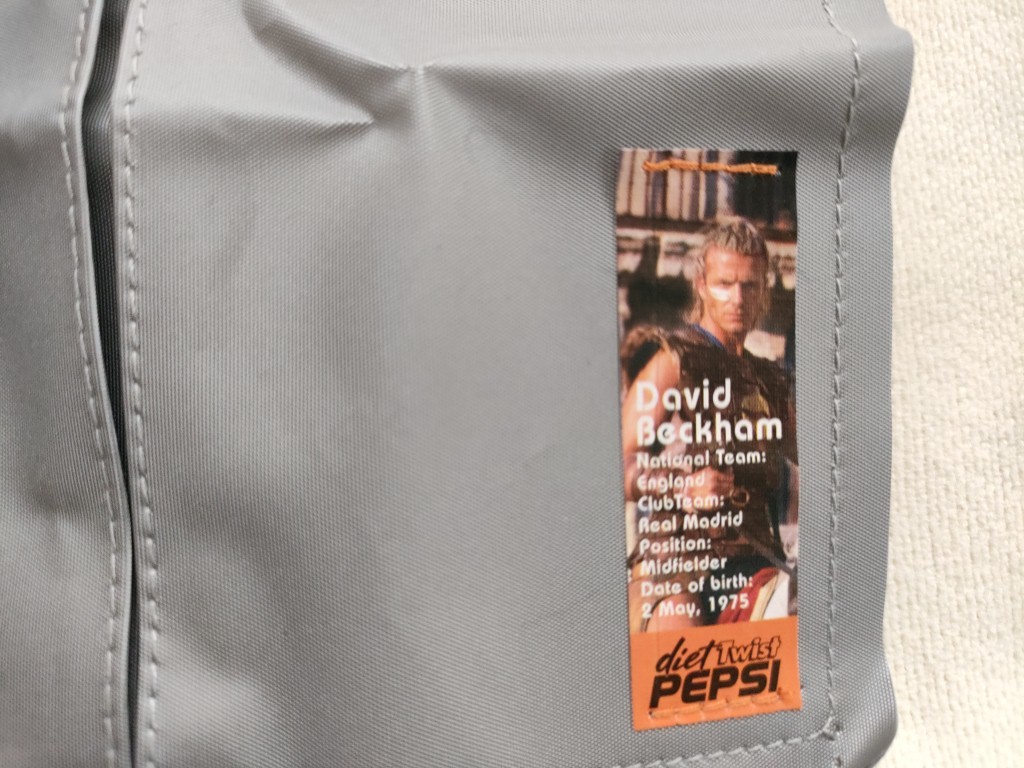 David
Beckham
National Team:
England
ClubTeam:
Real Madrid
Position:
Midfielder
Date of birth:
2 May, 1975
diet Twist
PEPSI